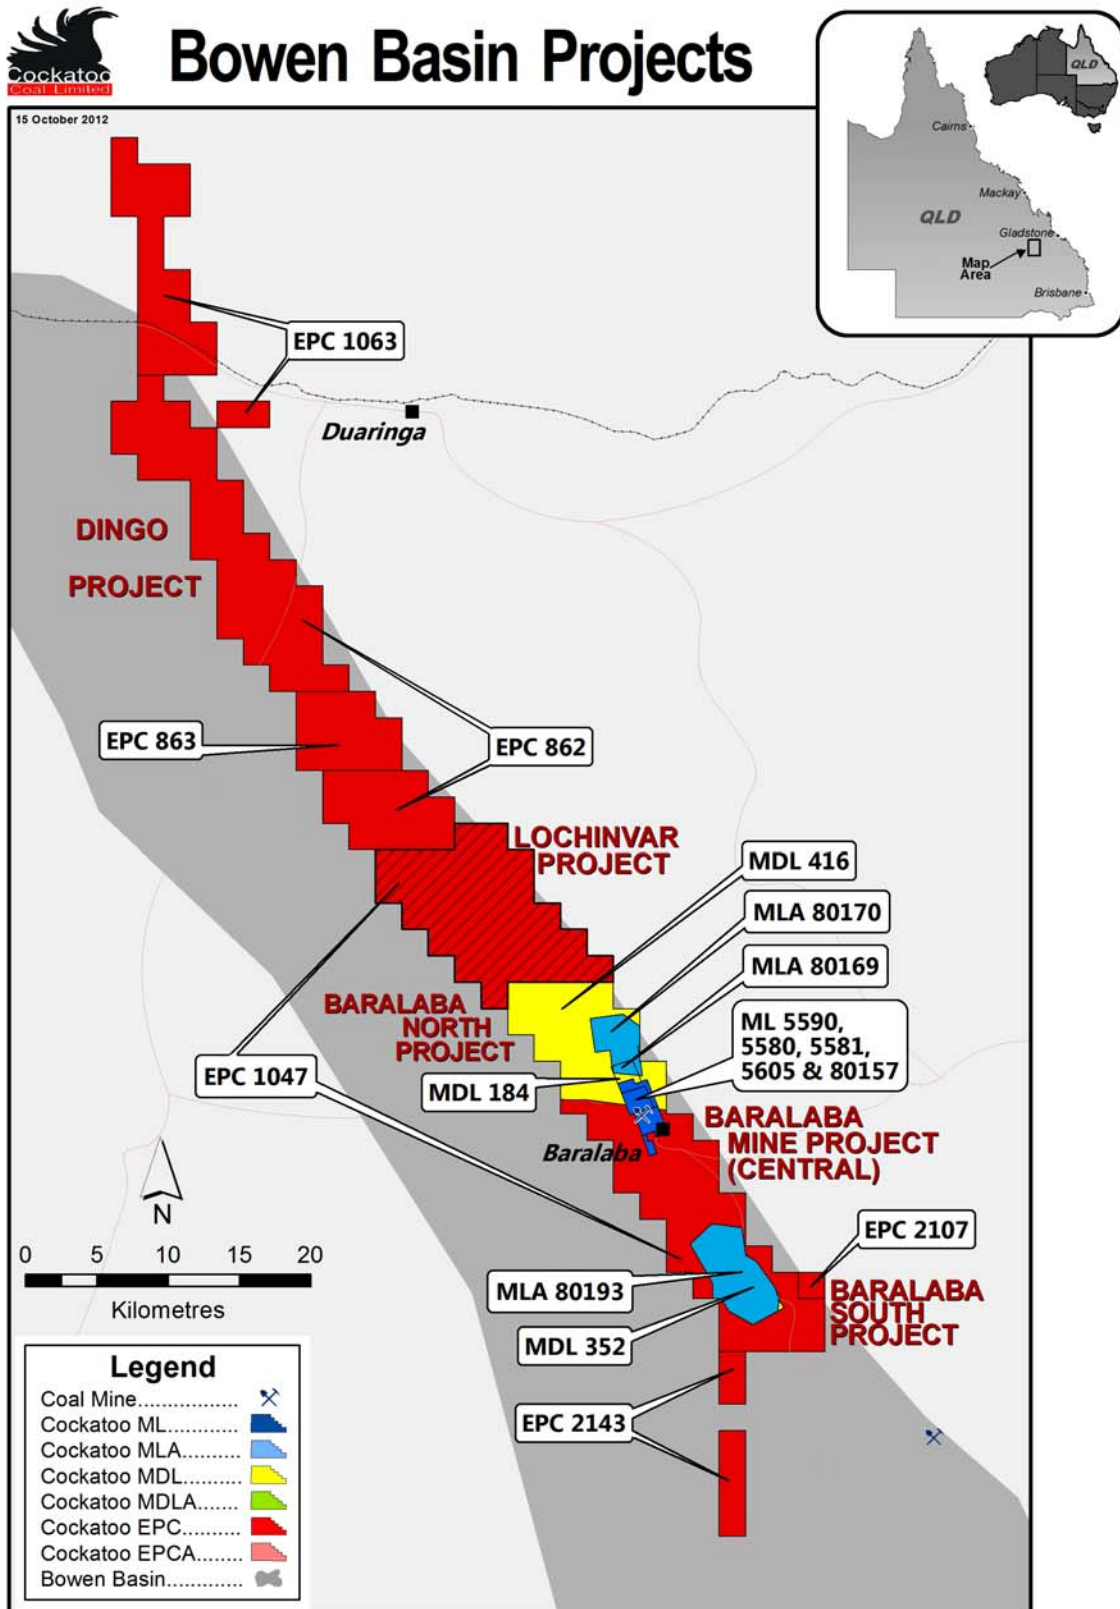 Cockatoo
Coal Limited
Bowen Basin Projects
15 October 2012
QLD
Cairns
Mackay
QLD
Gladstone
Map
Area
Brisbane
EPC 1063
Duaringa
DINGO
PROJECT
EPC 863
EPC 862
LOCHINVAR
PROJECT
MDL 416
MLA 80170
MLA 80169
BARALABA
NORTH
PROJECT
ML 5590,
5580, 5581,
5605 & 80157
EPC 1047
MDL 184
BARALABA
MINE PROJECT
(CENTRAL)
Baralaba
N
EPC 2107
0 5 10 15 20
Kilometres
MLA 80193
BARALABA
SOUTH
PROJECT
MDL 352
EPC 2143
Legend
Coal Mine.................
Cockatoo ML...........
Cockatoo MLA.........
Cockatoo MDL..........
Cockatoo MDLA.......
Cockatoo EPC..........
Cockatoo EPCA........
Bowen Basin.............